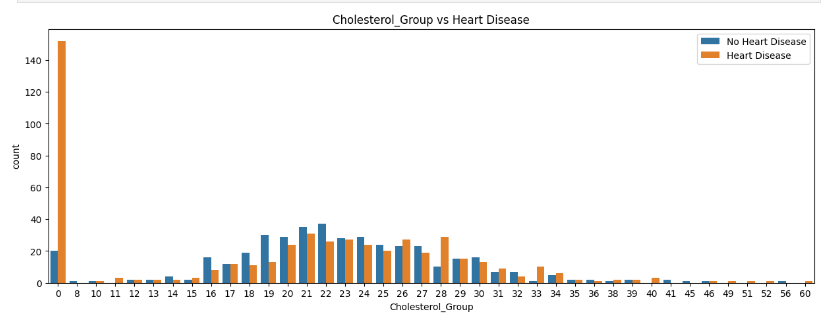 Cholesterol_Group vs Heart Disease
No Heart Disease
Heart Disease
count
140
120
100
80
60
40
20
0
0 8 10 11 12 13 14 15 16 17 18 19 20 21 22 23 24 25 26 27 28 29 30 31 32 33 34 35 36 38 39 40 41 45 46 49 51 52 56 60
Cholesterol_Group